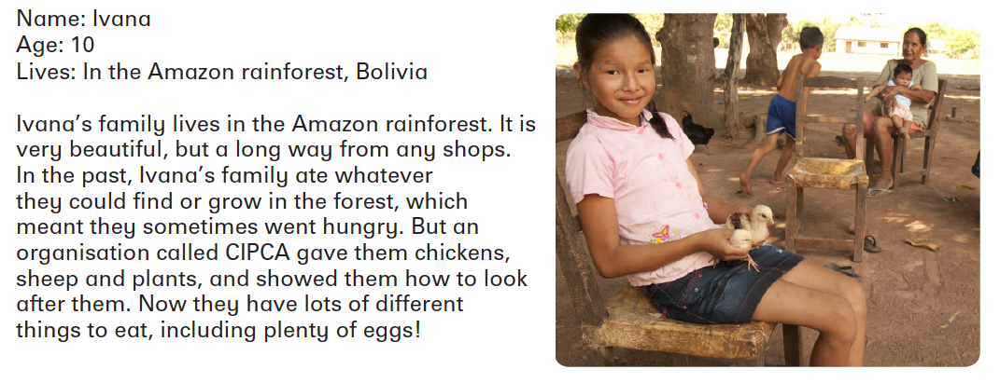 Name: Ivana
Age: 10
Lives: In the Amazon rainforest, Bolivia
Ivana’s family lives in the Amazon rainforest. It is
very beautiful, but a long way from any shops.
In the past, Ivana’s family ate whatever
they could find or grow in the forest, which
meant they sometimes went hungry. But an
organisation called CIPCA gave them chickens,
sheep and plants, and showed them how to look
after them. Now they have lots of different
things to eat, including plenty of eggs!